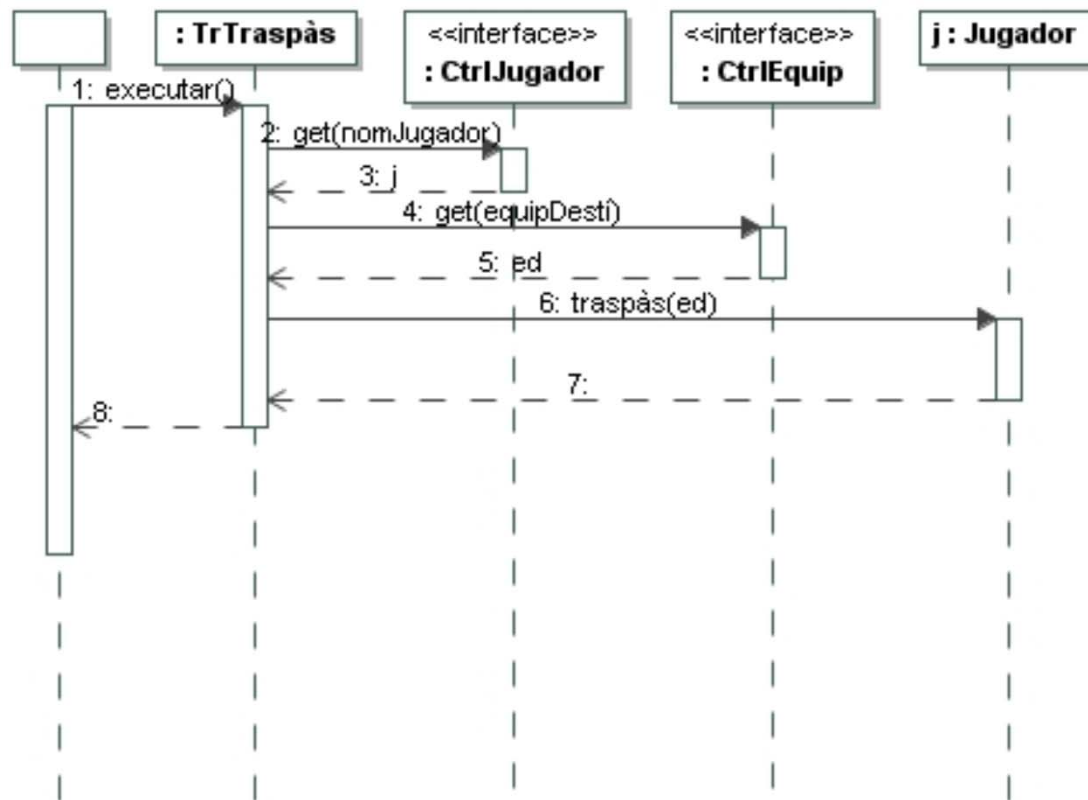 : TrTraspàs
<<interface>>
: CtrlJugador
<<interface>>
: CtrlEquip
j : Jugador
1: executar()
2: get(nomJugador)
3: j
4: get(equipDestí)
5: ed
6: traspàs(ed)
7:
8: